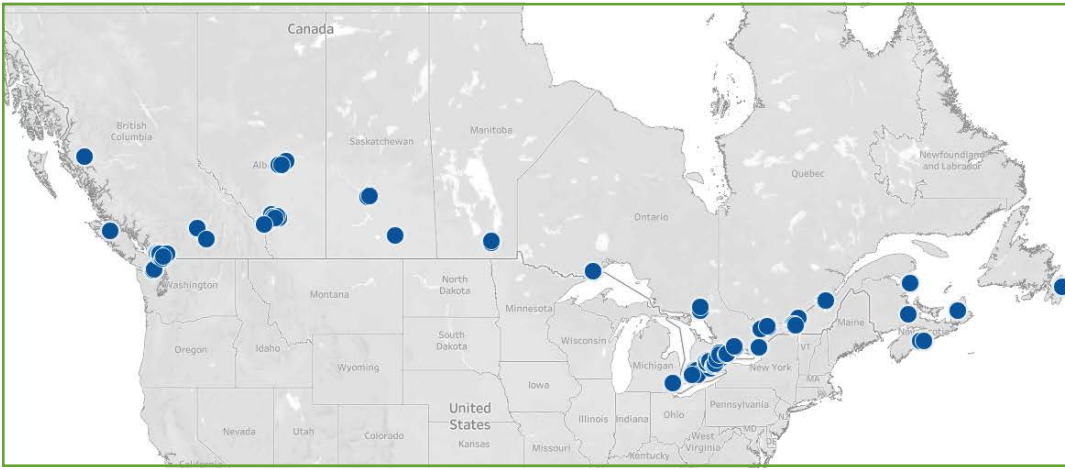 Canada
British
Columbia
Alb
Saskatchewan
Manitoba
Newfoundland
and Labrador
Quebec
Ontario
Washington
Montana
North
Dakota
Minnesota
Oregon
Idaho
Wyoming
South
Dakota
Wisconsin
Michigan
Maine
VT
New York
MA
Iowa
Nevada
Utah
Colorado
United
States
Kansas
Missouri
Illinois
Indiana
Ohio
Pennsylvania
NJ
MD
DE
West
Virginia
Kentucky